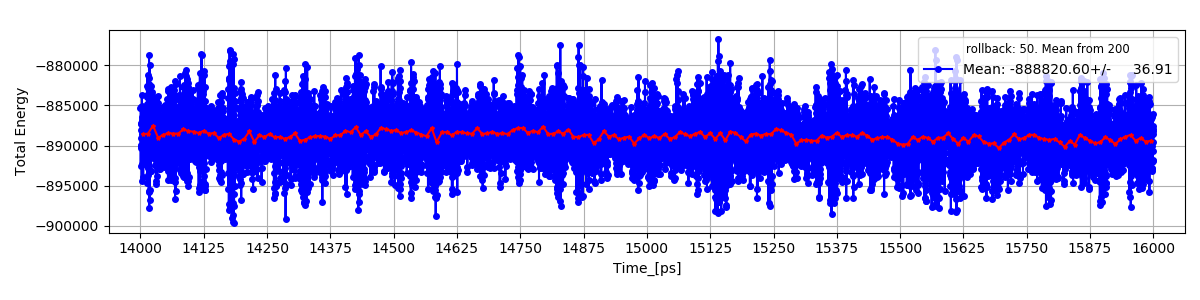 rollback: 50. Mean from 200
Mean: -888820.60+/- 36.91
Total Energy
−880000
−885000
−890000
−895000
−900000
14000 14125 14250 14375 14500 14625 14750 14875 15000 15125 15250 15375 15500 15625 15750 15875 16000
Time_[ps]